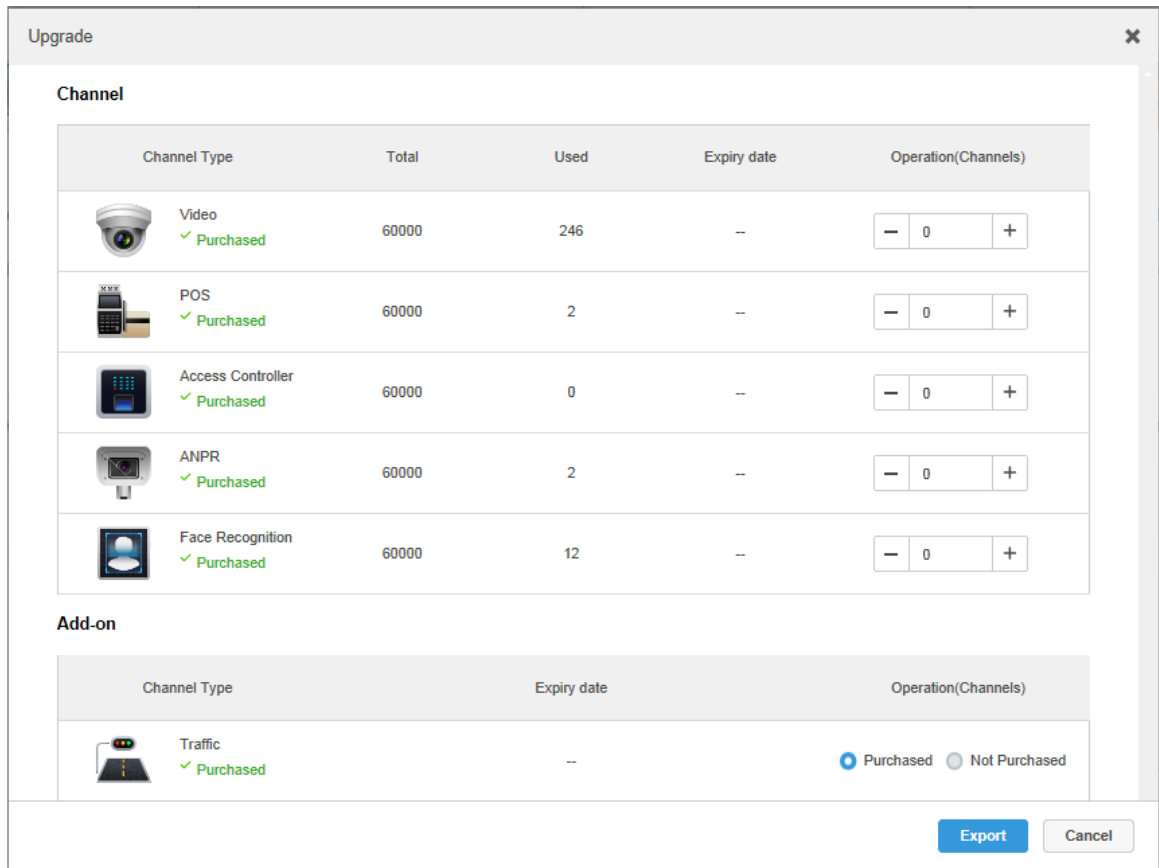 Upgrade
Channel
Channel Type Total Used Expiry date Operation(Channels)
Video
Purchased
60000 246 -- 0
POS
Purchased
60000 2 -- 0
Access Controller
Purchased
60000 0 -- 0
ANPR
Purchased
60000 2 -- 0
Face Recognition
Purchased
60000 12 -- 0
Add-on
Channel Type Expiry date Operation(Channels)
Traffic
Purchased
-- Purchased Not Purchased
Export Cancel